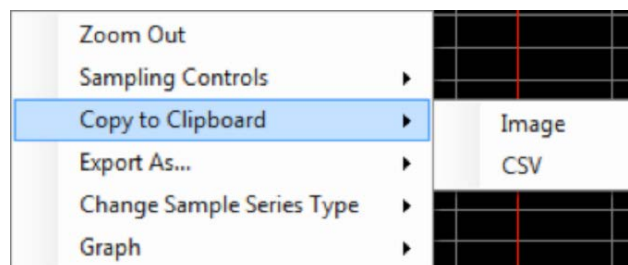 Zoom Out
Sampling Controls
Copy to Clipboard
Image
Export As...
CSV
Change Sample Series Type
Graph